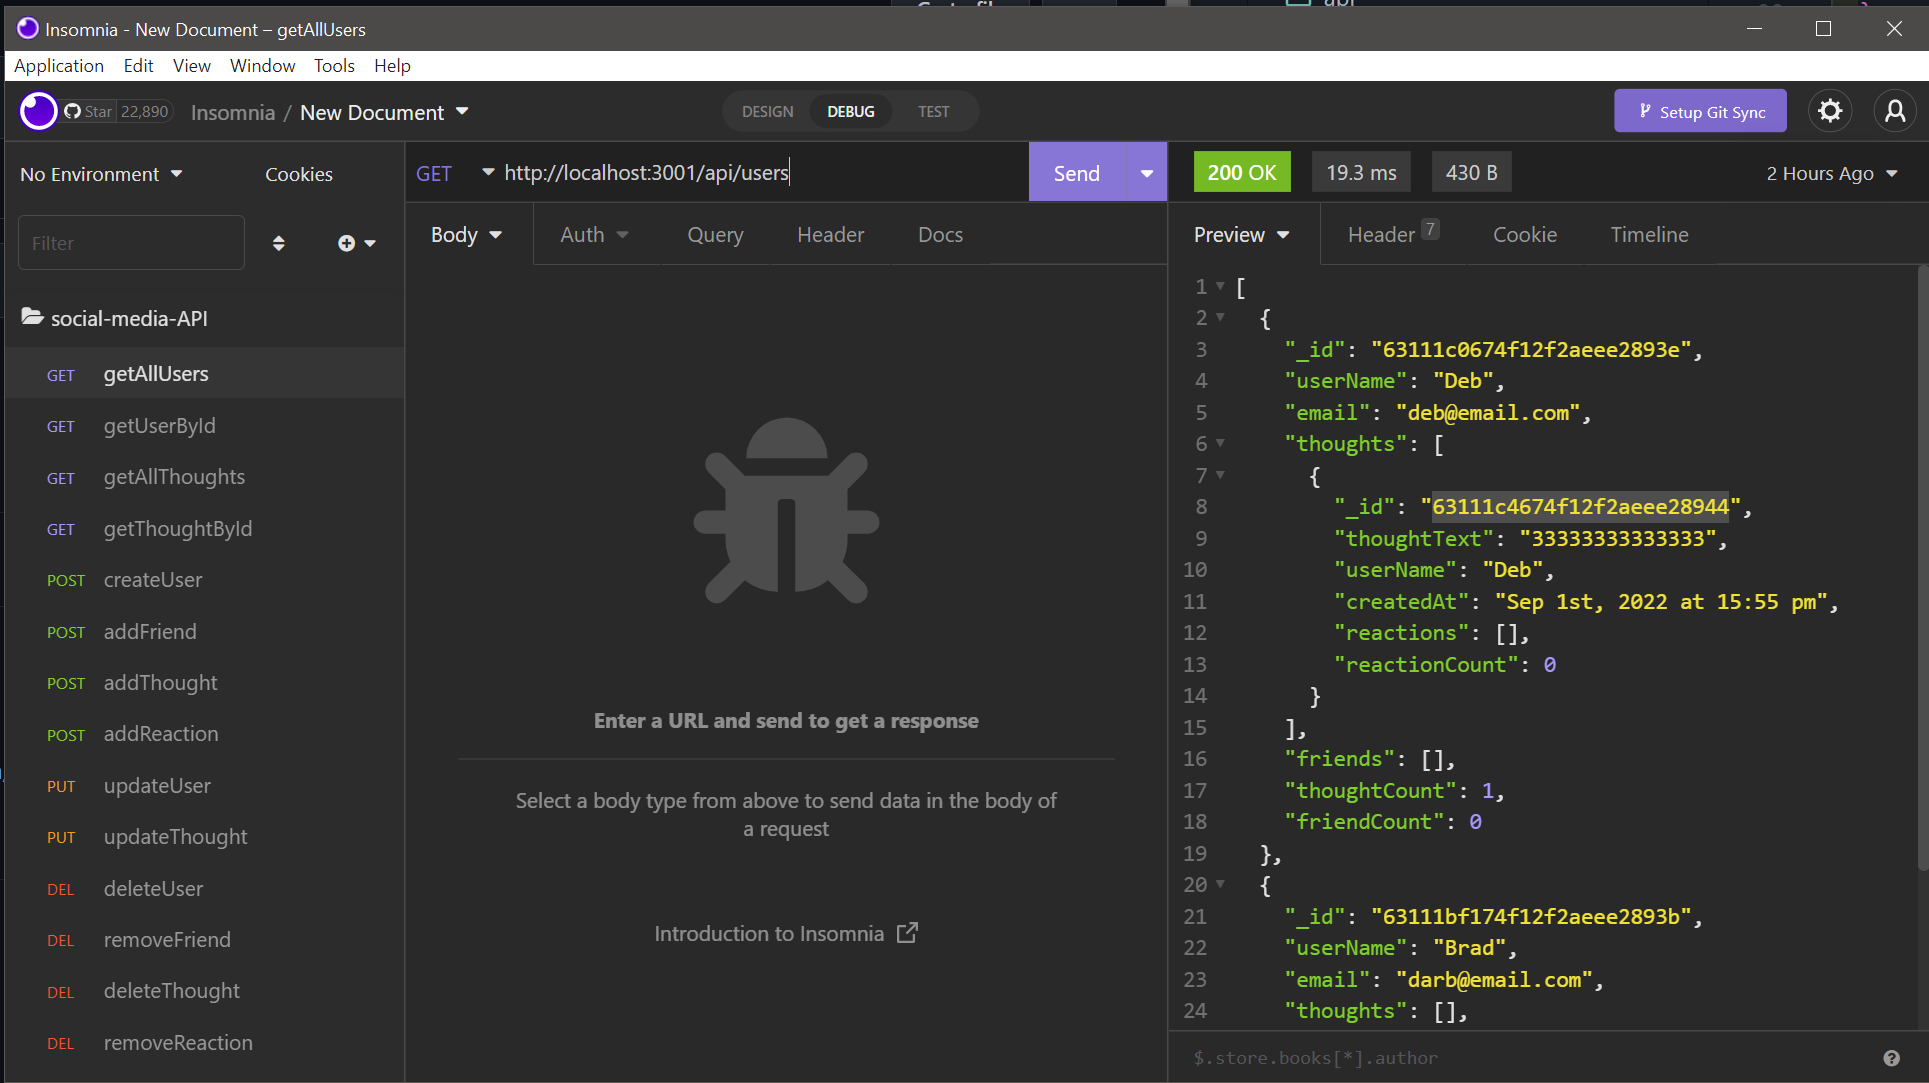 Insomnia - New Document – getAllUsers
Application Edit View Window Tools Help
Star 22,890 Insomnia / New Document DESIGN DEBUG TEST Setup Git Sync
No Environment Cookies
Filter
social-media-API
GET getAllUsers
GET getUserById
GET getAllThoughts
GET getThoughtById
POST createUser
POST addFriend
POST addThought
POST addReaction
PUT updateUser
PUT updateThought
DEL deleteUser
DEL removeFriend
DEL deleteThought
DEL removeReaction
GET http://localhost:3001/api/users Send
Body Auth Query Header Docs
Enter a URL and send to get a response
Select a body type from above to send data in the body of
a request
Introduction to Insomnia
200 OK 19.3 ms 430 B 2 Hours Ago
Preview Header 7 Cookie Timeline
1 [
2 {
3 "_id": "63111c0674f12f2aeee2893e",
4 "userName": "Deb",
5 "email": "deb@email.com",
6 "thoughts": [
7 {
8 "_id": "63111c4674f12f2aeee28944",
9 "thoughtText": "33333333333333",
10 "userName": "Deb",
11 "createdAt": "Sep 1st, 2022 at 15:55 pm",
12 "reactions": [],
13 "reactionCount": 0
14 }
15 ],
16 "friends": [],
17 "thoughtCount": 1,
18 "friendCount": 0
19 },
20 {
21 "_id": "63111bf174f12f2aeee2893b",
22 "userName": "Brad",
23 "email": "darb@email.com",
24 "thoughts": [],
$.store.books[*].author